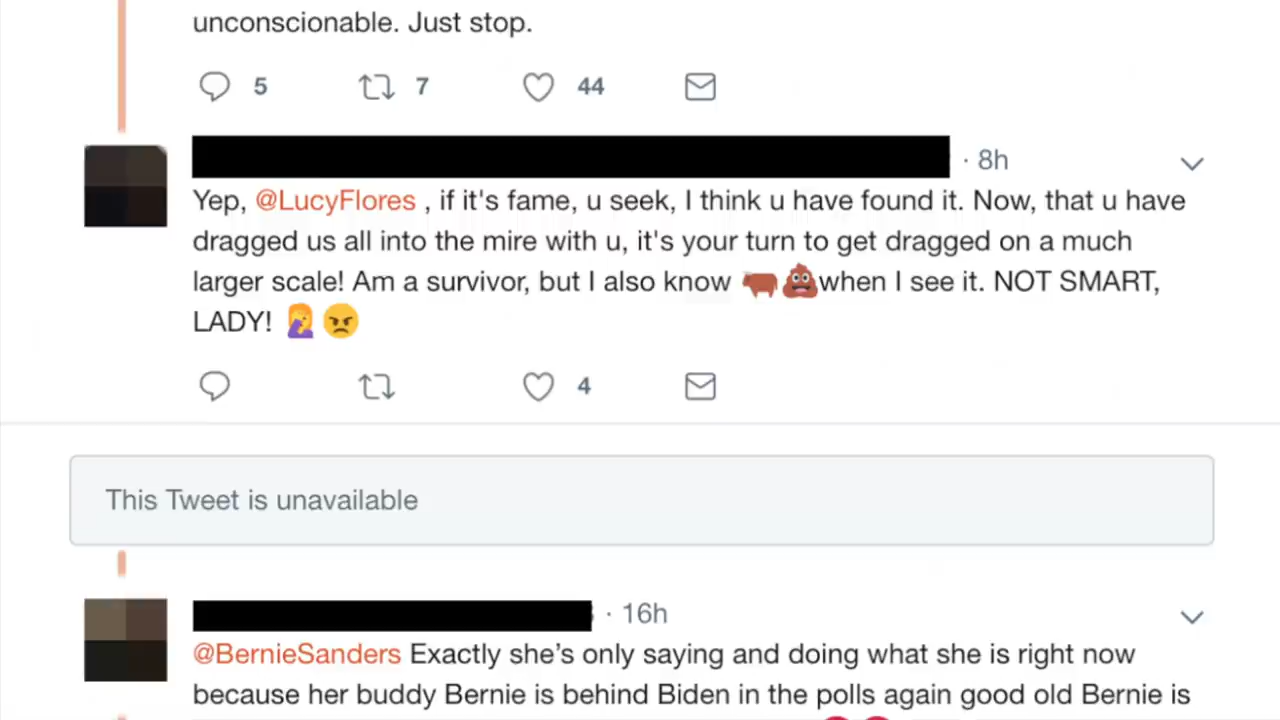 unconscionable. Just stop.
5 7 44
· 8h
Yep, @LucyFlores , if it's fame, u seek, I think u have found it. Now, that u have
dragged us all into the mire with u, it's your turn to get dragged on a much
larger scale! Am a survivor, but I also know 🐂💩when I see it. NOT SMART,
LADY! 🤦😠
4
This Tweet is unavailable
· 16h
@BernieSanders Exactly she's only saying and doing what she is right now
because her buddy Bernie is behind Biden in the polls again good old Bernie is